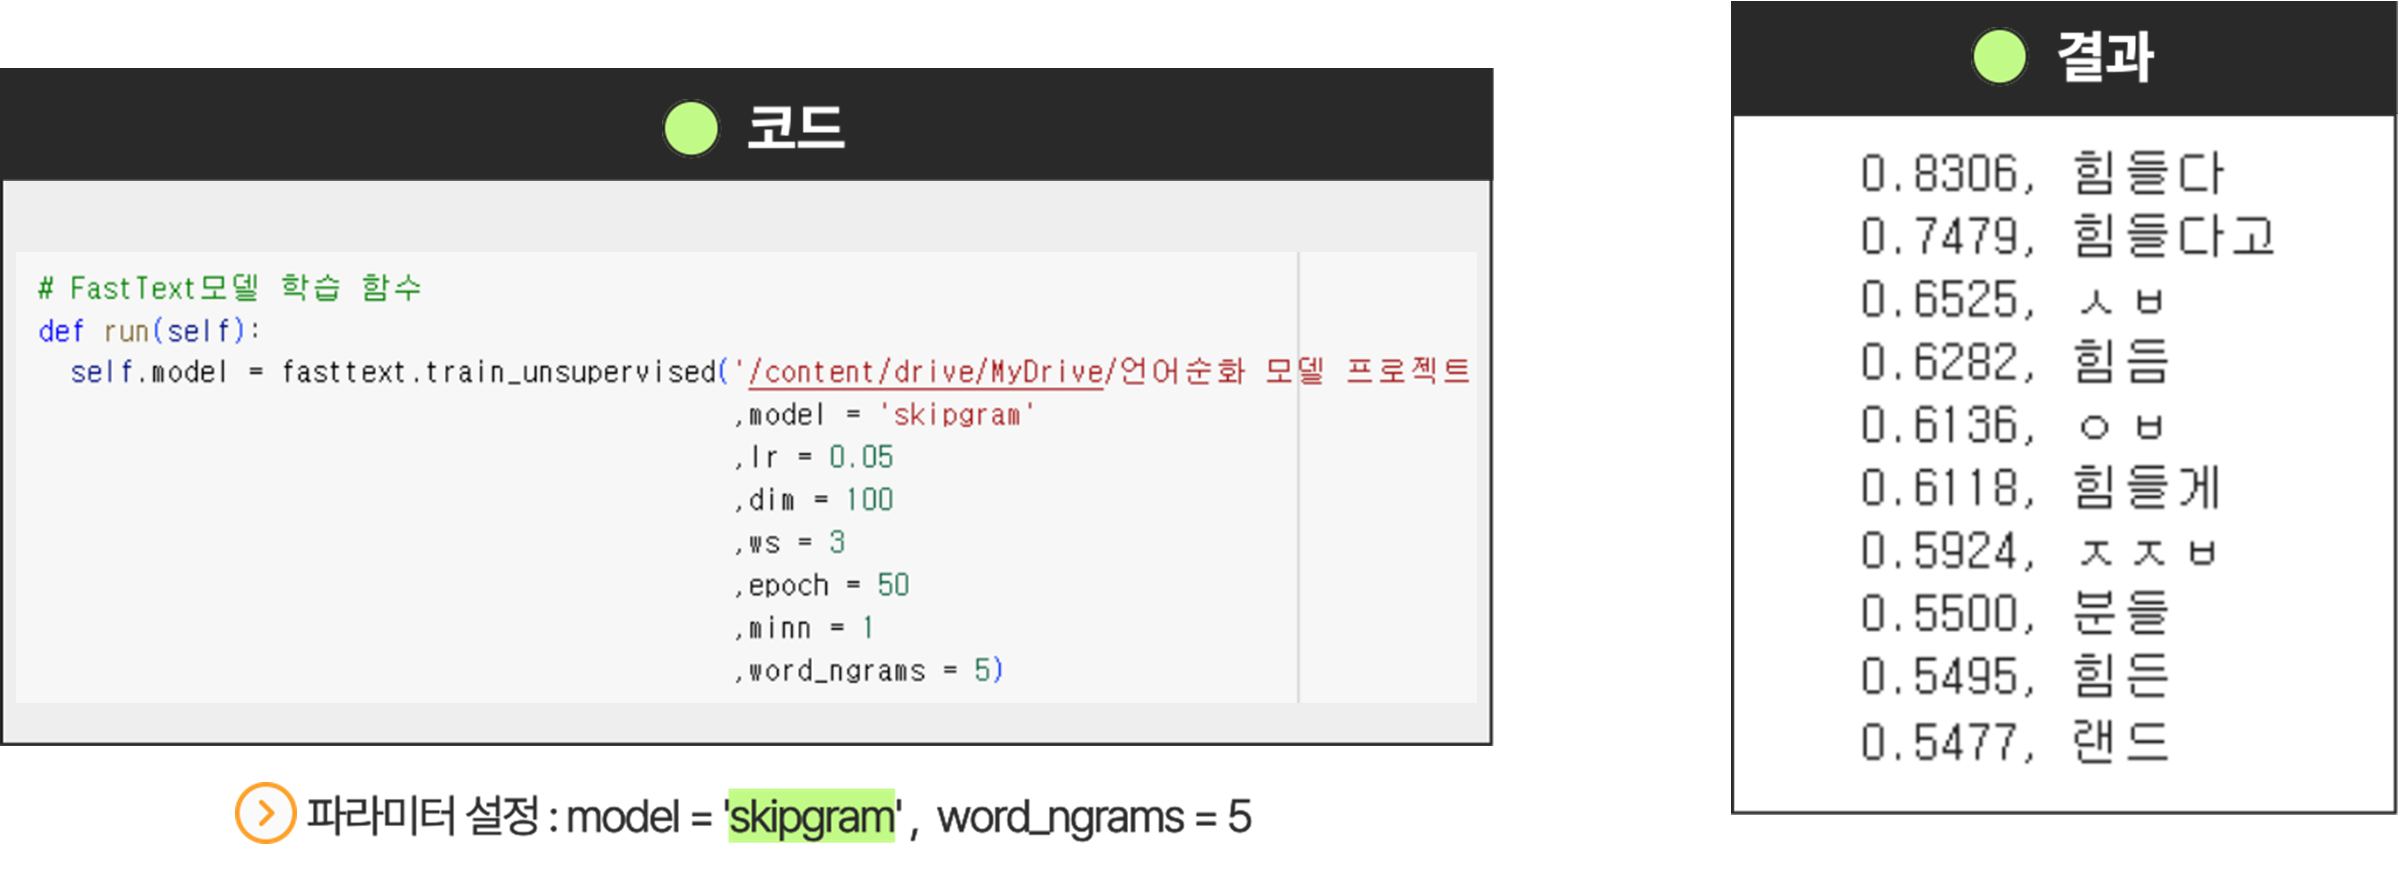 코드
# FastText모델 학습 함수
def run(self):
self.model = fasttext.train_unsupervised('/content/drive/MyDrive/언어순화 모델 프로젝트
,model = 'skipgram'
,lr = 0.05
,dim = 100
,ws = 3
,epoch = 50
,minn = 1
,word_ngrams = 5)
파라미터 설정 : model = 'skipgram', word_ngrams = 5
결과
0.8306, 힘들다
0.7479, 힘들다고
0.6525, ㅅㅂ
0.6282, 힘듬
0.6136, ㅇㅂ
0.6118, 힘들게
0.5924, ㅈㅈㅂ
0.5500, 분들
0.5495, 힘든
0.5477, 랜드